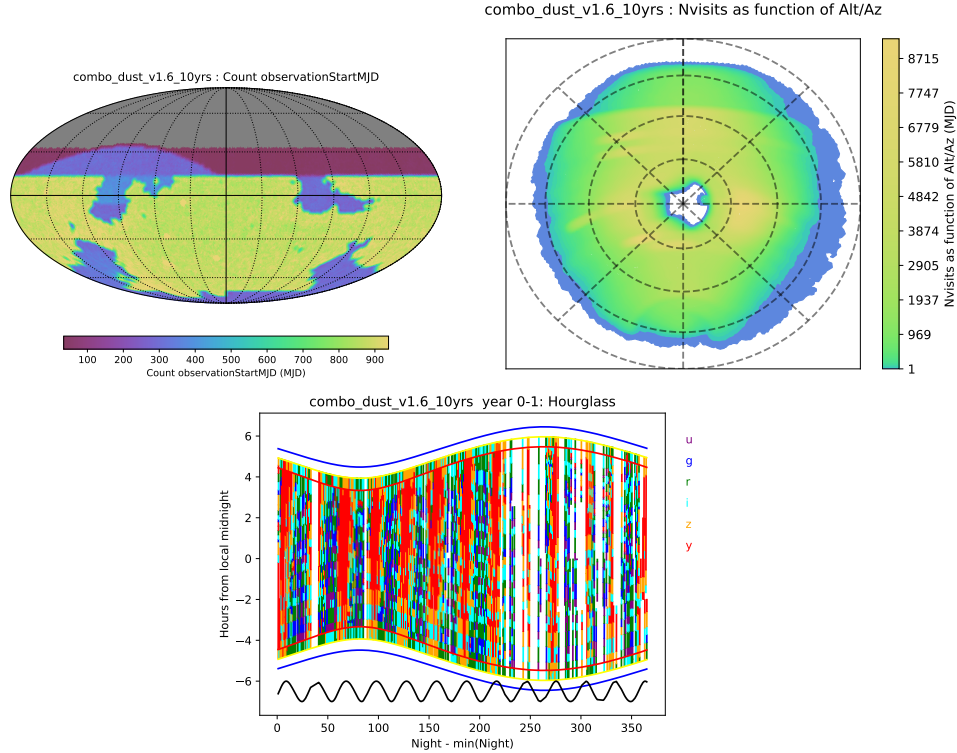 combo_dust_v1.6_10yrs : Nvisits as function of Alt/Az
combo_dust_v1.6_10yrs : Count observationStartMJD
100 200 300 400 500 600 700 800 900
Count observationStartMJD (MJD)
8715
7747
6779
5810
4842
3874
2905
1937
969
1
Nvisits as function of Alt/Az (MJD)
combo_dust_v1.6_10yrs year 0-1: Hourglass
6
4
2
0
−2
−4
−6
Hours from local midnight
0 50 100 150 200 250 300 350
Night - min(Night)
u
g
r
i
z
y